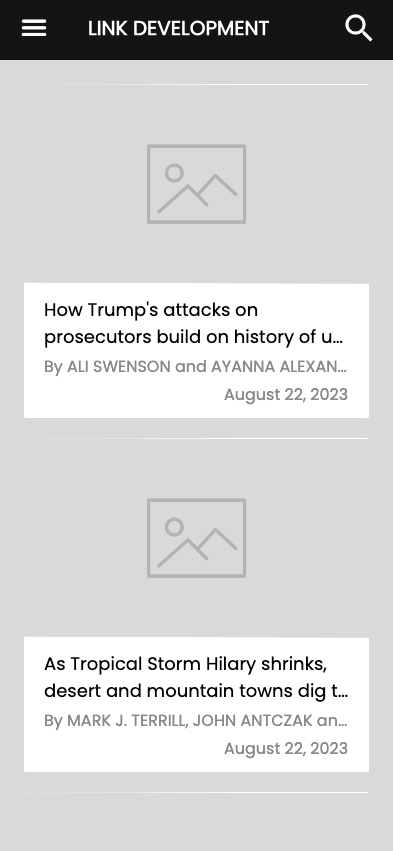 LINK DEVELOPMENT
How Trump's attacks on
prosecutors build on history of u...
By ALI SWENSON and AYANNA ALEXAN...
August 22, 2023
As Tropical Storm Hilary shrinks,
desert and mountain towns dig t...
By MARK J. TERRILL, JOHN ANTCZAK an...
August 22, 2023